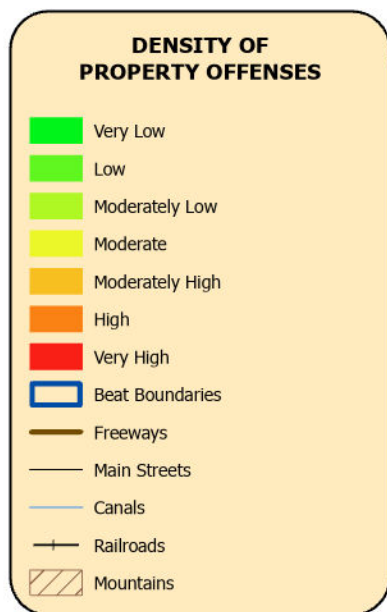 DENSITY OF
PROPERTY OFFENSES
Very Low
Low
Moderately Low
Moderate
Moderately High
High
Very High
Beat Boundaries
Freeways
Main Streets
Canals
Railroads
Mountains